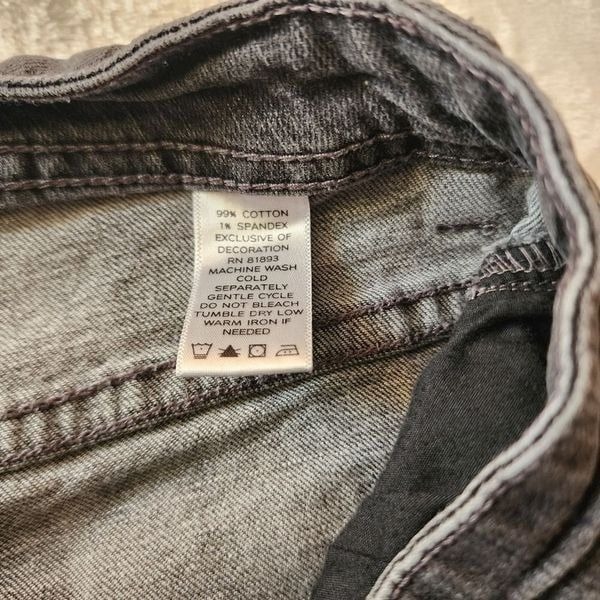 99% COTTON
1% SPANDEX
EXCLUSIVE OF
DECORATION
RN 81893
MACHINE WASH
COLD
SEPARATELY
GENTLE CYCLE
DO NOT BLEACH
TUMBLE DRY LOW
WARM IRON IF
NEEDED